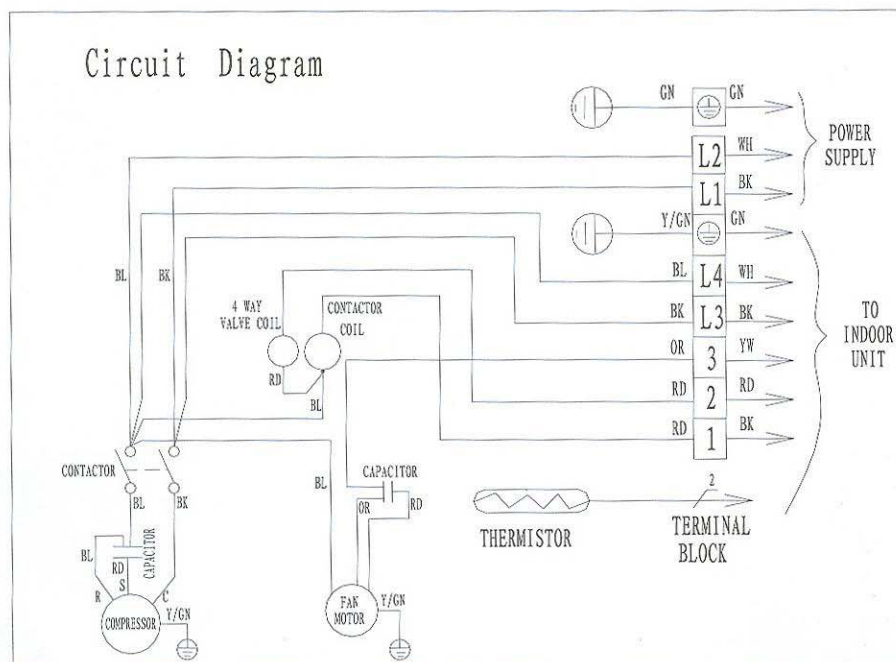 Circuit Diagram
GN
GN
POWER
SUPPLY
L2
WH
L1
BK
Y/GN
GN
BL
L4
WH
BL
BK
4 WAY
VALVE COIL
CONTACTOR
COIL
BK
L3
BK
TO
INDOOR
UNIT
OR
3
YW
RD
BL
RD
2
RD
RD
1
BK
CONTACTOR
BL
BK
BL
CAPACITOR
OR
RD
2
THERMISTOR
TERMINAL
BLOCK
BL
RD
CAPACITOR
S
R
C
COMPRESSOR
Y/GN
FAN
MOTOR
Y/GN